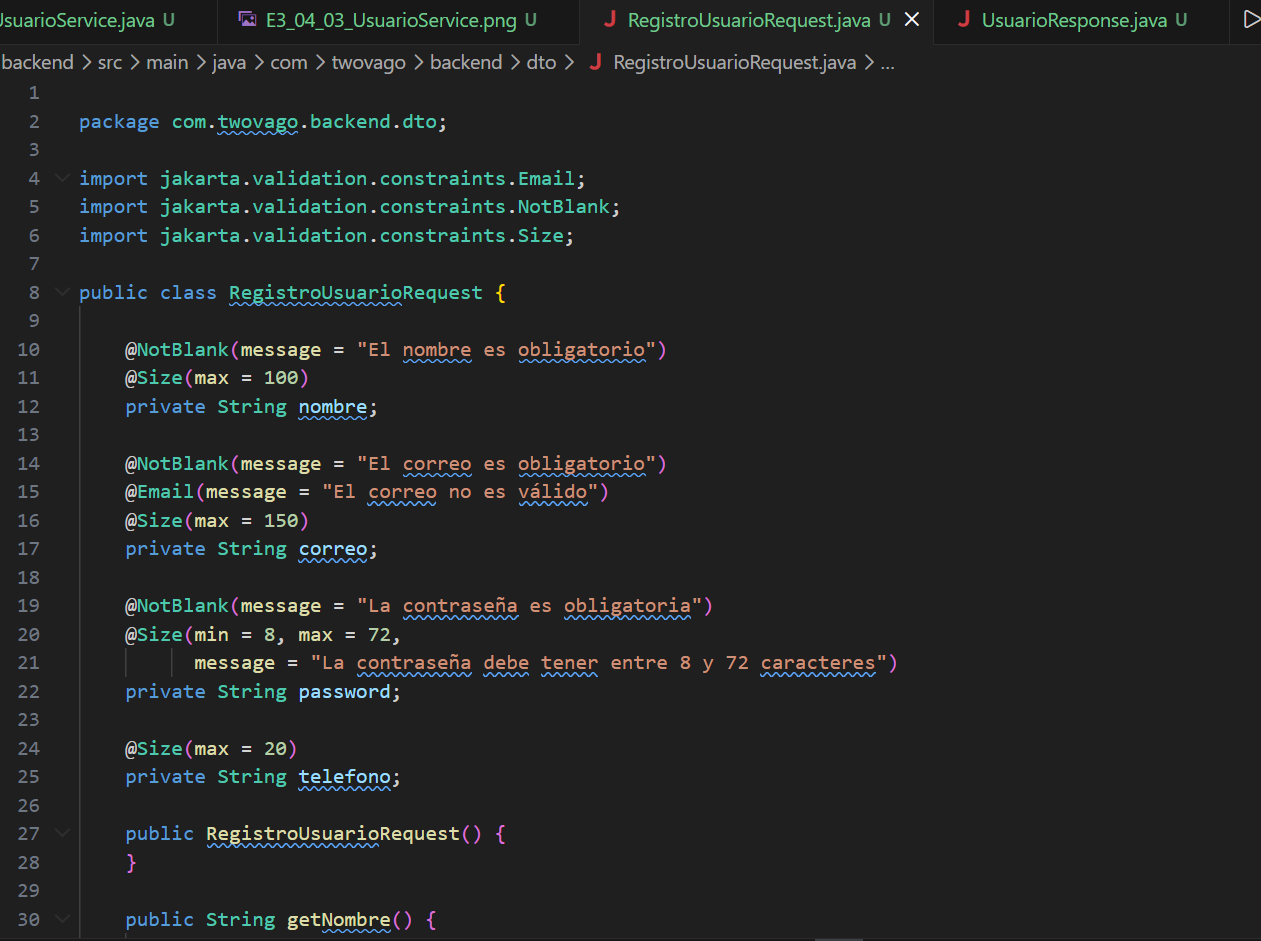 UsuarioService.java U E3_04_03_UsuarioService.png U J RegistroUsuarioRequest.java U J UsuarioResponse.java U
backend > src > main > java > com > twovago > backend > dto > J RegistroUsuarioRequest.java > ...
1
2 package com.twovago.backend.dto;
3
4 import jakarta.validation.constraints.Email;
5 import jakarta.validation.constraints.NotBlank;
6 import jakarta.validation.constraints.Size;
7
8 public class RegistroUsuarioRequest {
9
10 @NotBlank(message = "El nombre es obligatorio")
11 @Size(max = 100)
12 private String nombre;
13
14 @NotBlank(message = "El correo es obligatorio")
15 @Email(message = "El correo no es válido")
16 @Size(max = 150)
17 private String correo;
18
19 @NotBlank(message = "La contraseña es obligatoria")
20 @Size(min = 8, max = 72,
21 message = "La contraseña debe tener entre 8 y 72 caracteres")
22 private String password;
23
24 @Size(max = 20)
25 private String telefono;
26
27 public RegistroUsuarioRequest() {
28 }
29
30 public String getNombre() {